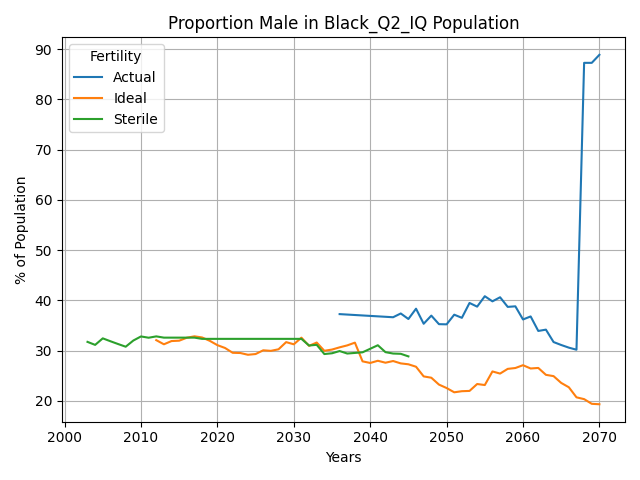 Proportion Male in Black_Q2_IQ Population
Fertility
Actual
Ideal
Sterile
% of Population
90
80
70
60
50
40
30
20
2000 2010 2020 2030 2040 2050 2060 2070
Years